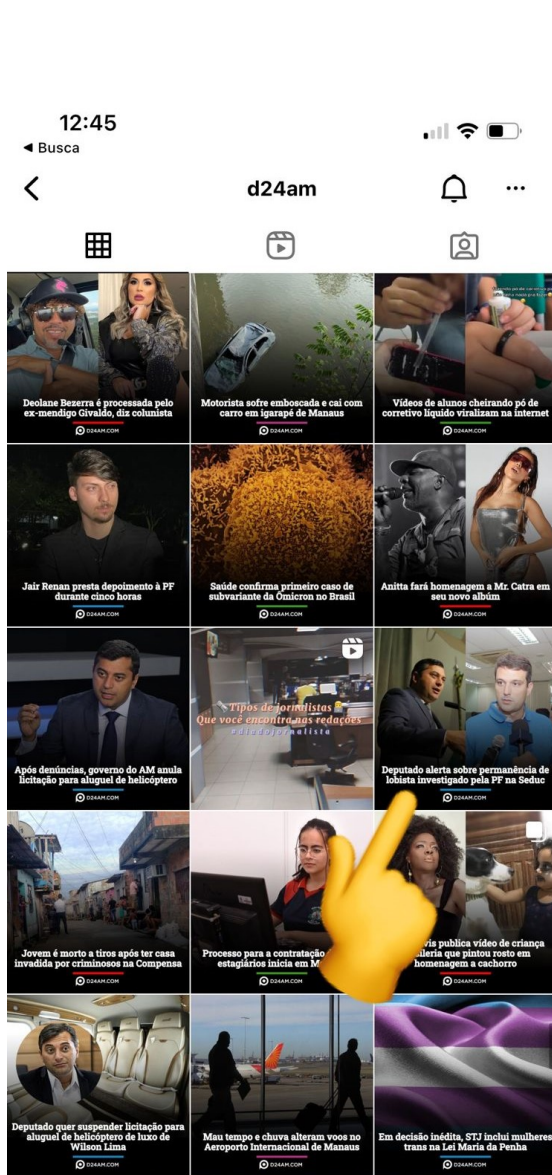 12:45
◀ Busca
d24am
Deolane Bezerra é processada pelo
ex-mendigo Givaldo, diz colunista
D24AM.COM
Motorista sofre emboscada e cai com
carro em igarapé de Manaus
D24AM.COM
Vídeos de alunos cheirando pó de
corretivo líquido viralizam na internet
D24AM.COM
Jair Renan presta depoimento à PF
durante cinco horas
D24AM.COM
Saúde confirma primeiro caso de
subvariante da Ômicron no Brasil
D24AM.COM
Anitta fará homenagem a Mr. Catra em
seu novo albúm
D24AM.COM
Após denúncias, governo do AM anula
licitação para aluguel de helicóptero
D24AM.COM
Tipos de jornalistas
Que você encontra nas redações
#diadojornalista
Deputado alerta sobre permanência de
lobista investigado pela PF na Seduc
D24AM.COM
Jovem é morto a tiros após ter casa
invadida por criminosos na Compensa
D24AM.COM
Processo para a contratação
estagiários inicia em M
D24AM.COM
vis publica vídeo de criança
leria que pintou rosto em
homenagem a cachorro
D24AM.COM
Deputado quer suspender licitação para
aluguel de helicóptero de luxo de
Wilson Lima
D24AM.COM
Mau tempo e chuva alteram voos no
Aeroporto Internacional de Manaus
D24AM.COM
Em decisão inédita, STJ inclui mulheres
trans na Lei Maria da Penha
D24AM.COM